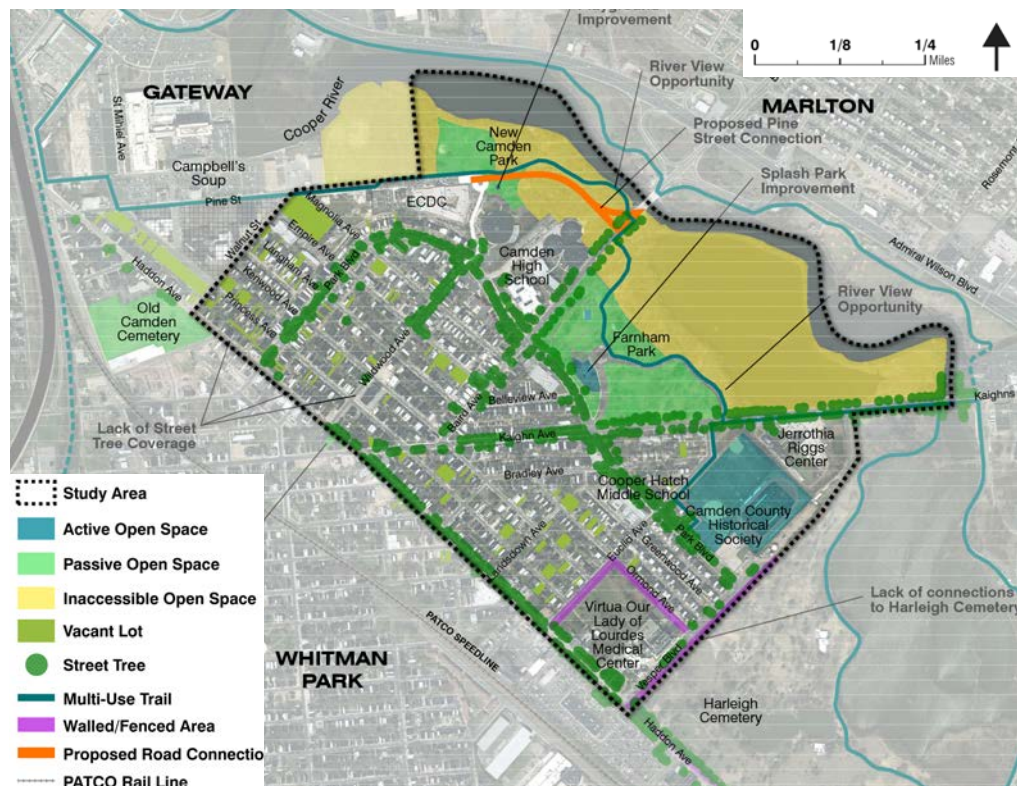 Improvement
0 1/8 1/4
Miles
GATEWAY
River View
Opportunity
MARLTON
St Mihiel Ave
Cooper River
Proposed Pine
Street Connection
New
Camden
Park
Rosemont
Campbell's
Soup
Splash Park
Improvement
Pine St
ECDC
Magnolia Ave
Walnut St
Empire Ave
Park Blvd
Langham Ave
Kenwood Ave
Princess Ave
Camden
High
School
Admiral Wilson Blvd
Haddon Ave
River View
Opportunity
Old
Camden
Cemetery
Farnham
Park
Wildwood Ave
Baird Ave
Belleview Ave
Kaighns
Lack of Street
Tree Coverage
Kaighn Ave
Jerrothia
Riggs
Center
Bradley Ave
Cooper Hatch
Middle School
Camden County
Historical
Society
Park Blvd
Euclid Ave
Greenwood Ave
Ormond Ave
Lack of connections
to Harleigh Cemetery
Virtua Our
Lady of
Lourdes
Medical
Center
Vesper Blvd
PATCO SPEEDLINE
WHITMAN
PARK
Harleigh
Cemetery
Haddon Ave
Study Area
Active Open Space
Passive Open Space
Inaccessible Open Space
Vacant Lot
Street Tree
Multi-Use Trail
Walled/Fenced Area
Proposed Road Connectio
PATCO Rail Line